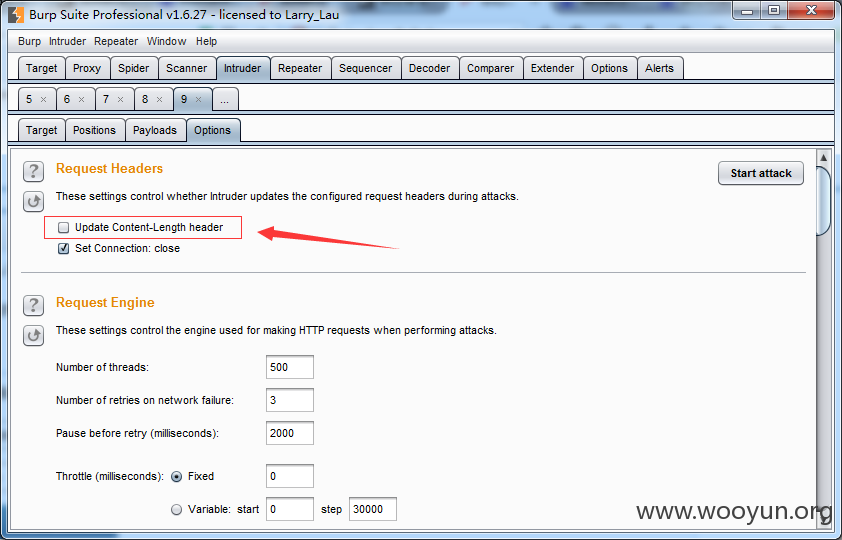 Burp Suite Professional v1.6.27 - licensed to Larry_Lau
Burp Intruder Repeater Window Help
Target Proxy Spider Scanner Intruder Repeater Sequencer Decoder Comparer Extender Options Alerts
5 × 6 × 7 × 8 × 9 × ...
Target Positions Payloads Options
? Request Headers
Start attack
These settings control whether Intruder updates the configured request headers during attacks.
Update Content-Length header
Set Connection: close
? Request Engine
These settings control the engine used for making HTTP requests when performing attacks.
Number of threads: 500
Number of retries on network failure: 3
Pause before retry (milliseconds): 2000
Throttle (milliseconds): Fixed 0
Variable: start 0 step 30000
www.wooyun.org